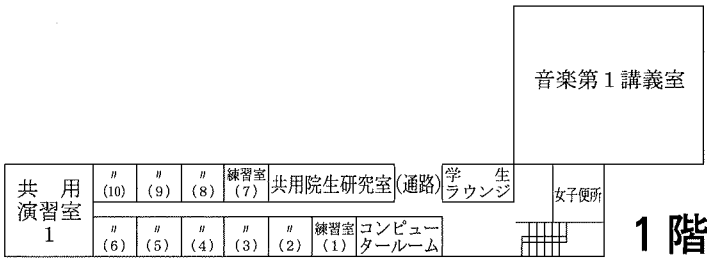 音楽第1講義室
共用
演習室
1
〃
(10)
〃
(9)
〃
(8)
練習室
(7)
共用院生研究室
(通路)
学生
ラウンジ
女子便所
〃
(6)
〃
(5)
〃
(4)
〃
(3)
〃
(2)
練習室
(1)
コンピュー
タールーム
1階